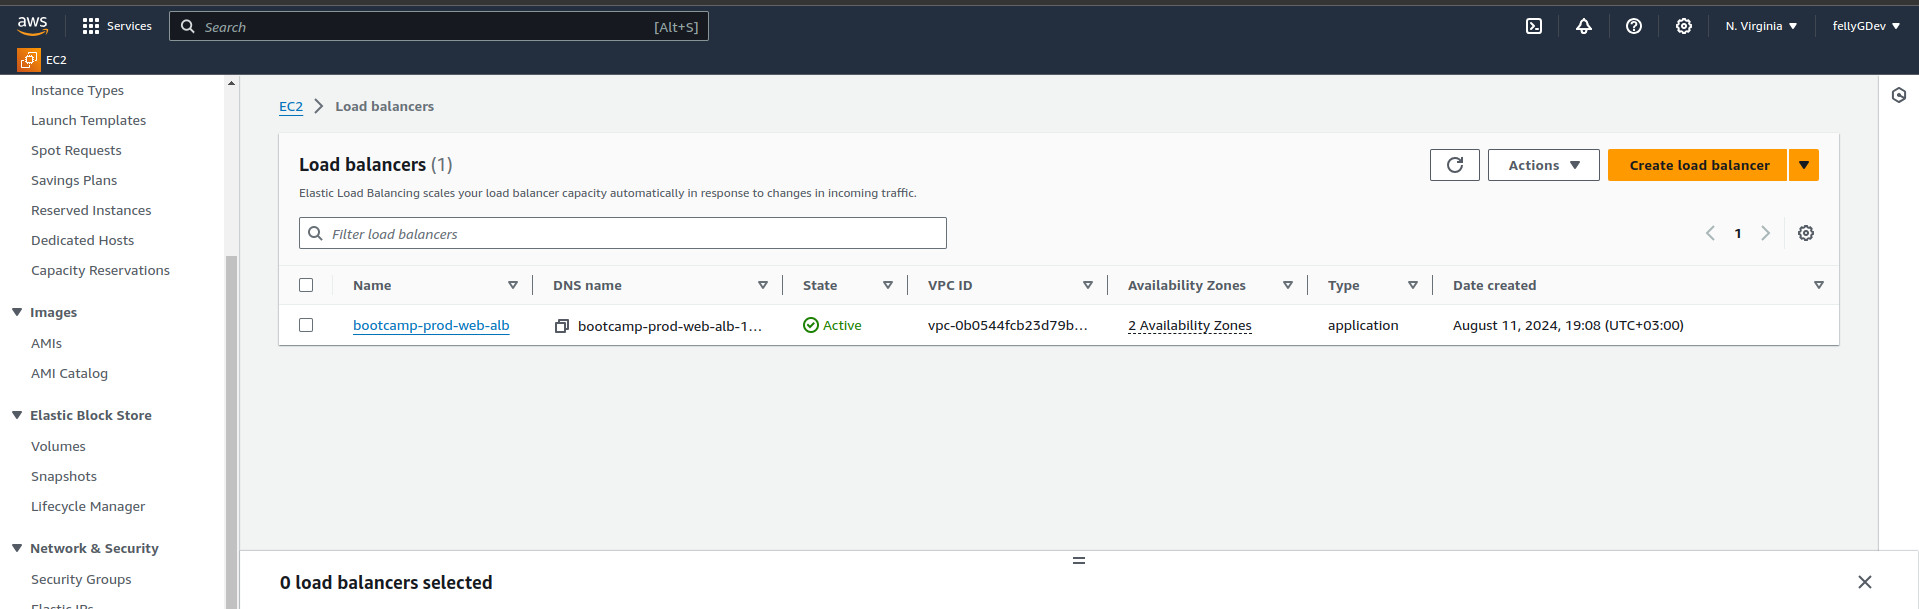 aws
Services
Search
[Alt+S]
N. Virginia
fellyGDev
EC2
Instance Types
Launch Templates
Spot Requests
Savings Plans
Reserved Instances
Dedicated Hosts
Capacity Reservations
Images
AMIs
AMI Catalog
Elastic Block Store
Volumes
Snapshots
Lifecycle Manager
Network & Security
Security Groups
Elastic IPs
EC2 Load balancers
Load balancers (1)
Actions
Create load balancer
Elastic Load Balancing scales your load balancer capacity automatically in response to changes in incoming traffic.
Filter load balancers
1
Name DNS name State VPC ID Availability Zones Type Date created
bootcamp-prod-web-alb bootcamp-prod-web-alb-1... Active vpc-0b0544fcb23d79b... 2 Availability Zones application August 11, 2024, 19:08 (UTC+03:00)
0 load balancers selected